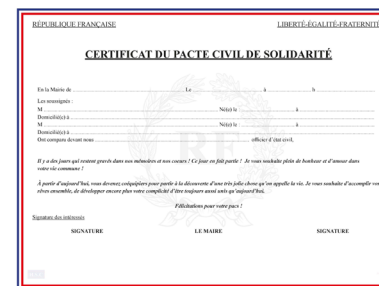 RÉPUBLIQUE FRANÇAISE LIBERTÉ-ÉGALITÉ-FRATERNITÉ
CERTIFICAT DU PACTE CIVIL DE SOLIDARITÉ
En la Mairie de ........ Le ........ à ........ h ........
Les soussignés :
M ........ Né(e) le ........ à ........
Domicilié(e) à ........
M ........ Né(e) le ........ à ........
Domicilié(e) à ........
Ont comparu devant nous ........ officier d'état civil,
RF
Il y a des jours qui restent gravés dans nos mémoires et nos coeurs ! Ce jour en fait partie ! Je vous souhaite plein de bonheur et d'amour dans
votre vie commune !
À partir d'aujourd'hui, vous devenez coéquipiers pour partir à la découverte d'une très jolie chose qu'on appelle la vie. Je vous souhaite d'accomplir vos
rêves ensemble, de développer encore plus votre complicité d'être toujours aussi unis qu'aujourd'hui.
Félicitations pour votre pacs !
Signature des intéressés
SIGNATURE LE MAIRE SIGNATURE